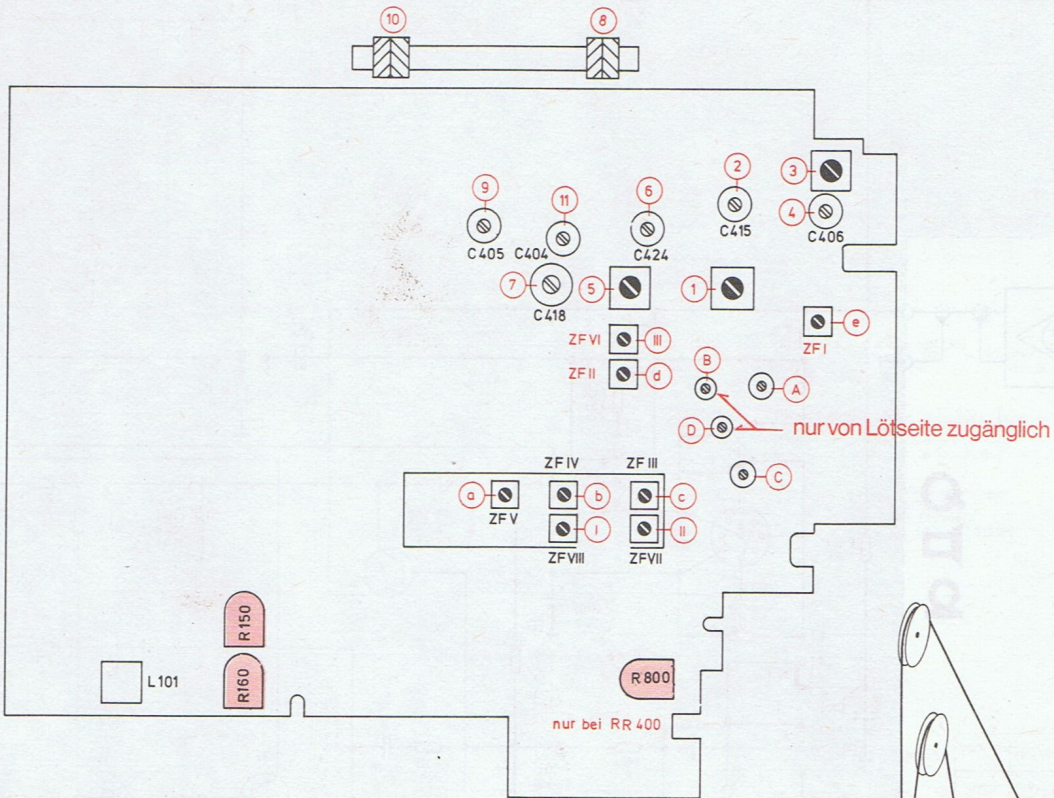 10
8
2
3
9
11
6
4
C415
C406
C405
C404
C424
7
5
1
C418
e
ZF VI
III
ZF I
ZF II
d
B
A
D
nur von Lötseite zugänglich
C
ZF IV
ZF III
a
b
c
ZF V
I
II
ZF VIII
ZF VII
R150
R160
L101
R800
nur bei RR 400